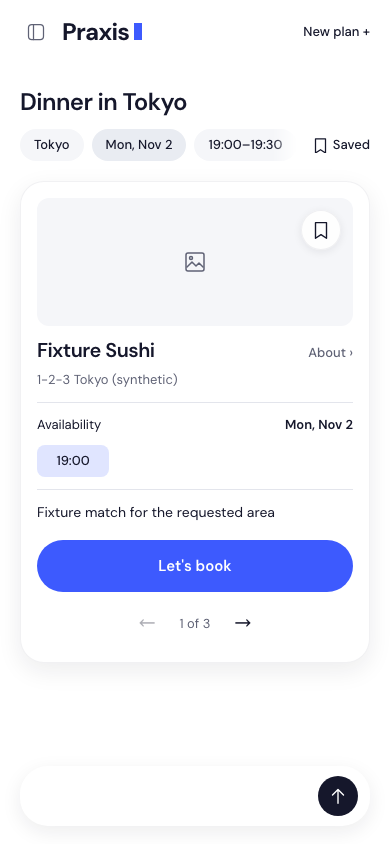 Praxis
New plan +
Dinner in Tokyo
Tokyo
Mon, Nov 2
19:00–19:30
Saved
Fixture Sushi
About ›
1-2-3 Tokyo (synthetic)
Availability
Mon, Nov 2
19:00
Fixture match for the requested area
Let's book
← 1 of 3 →